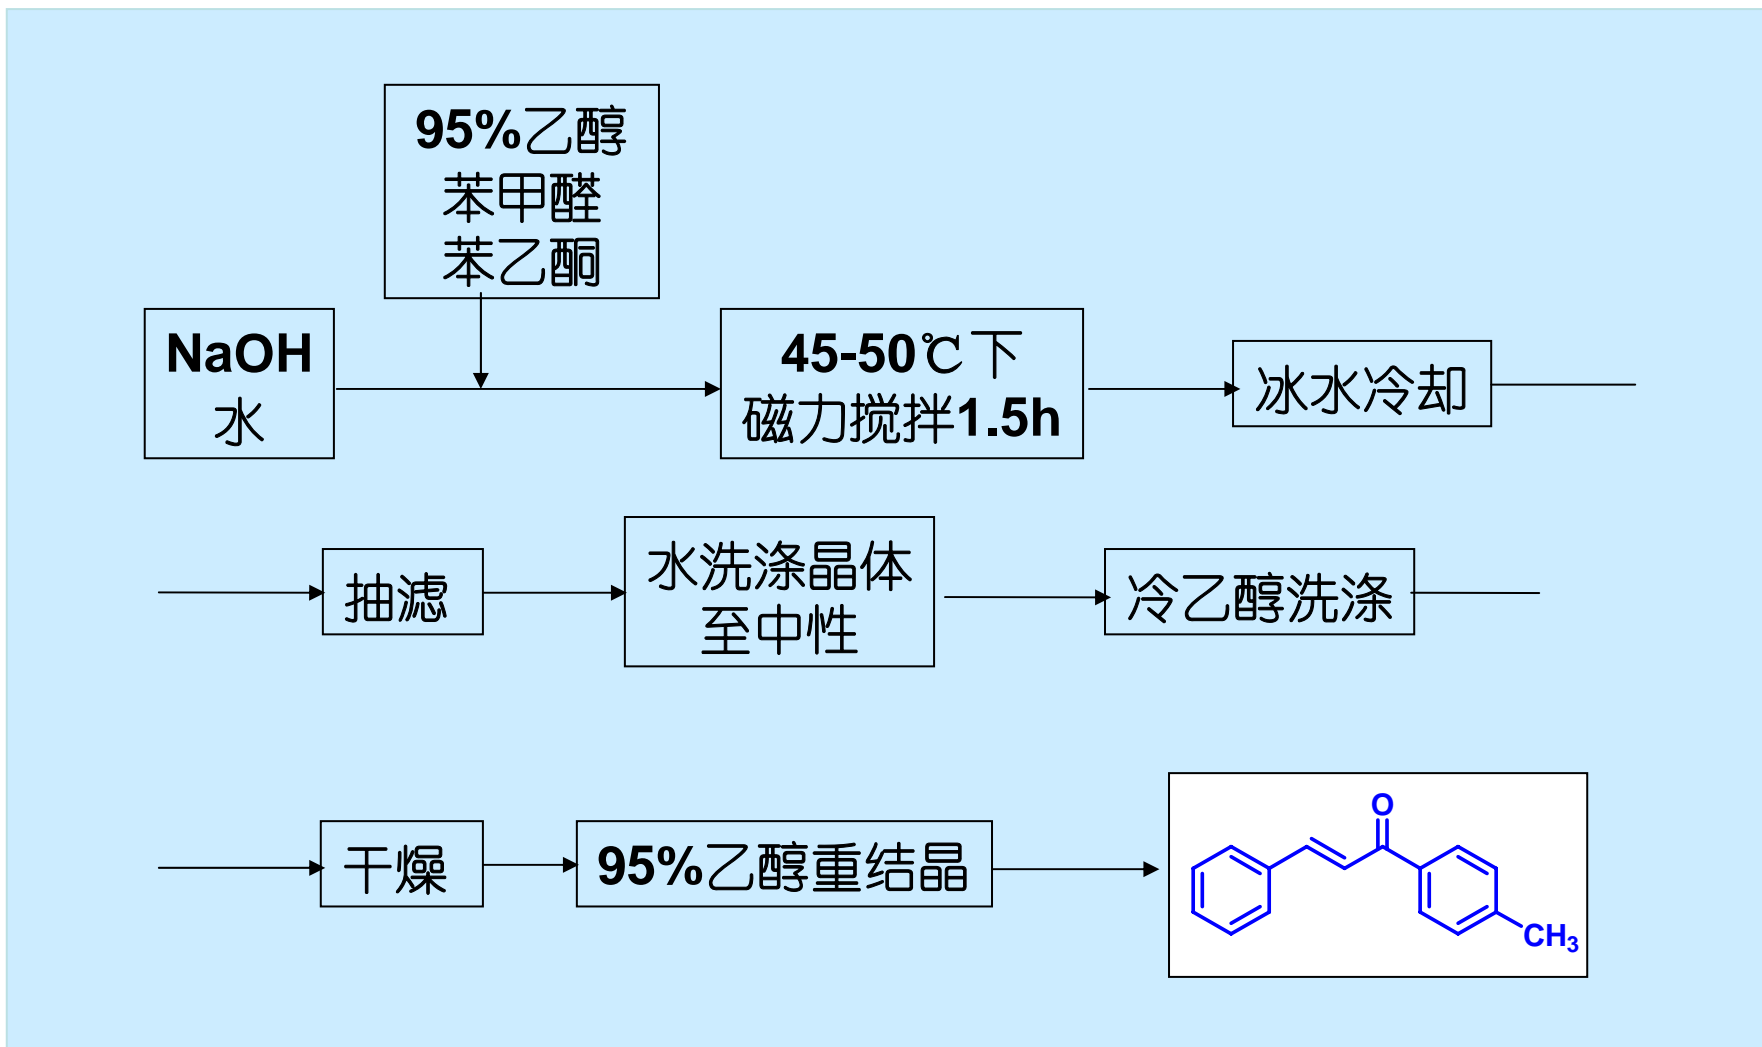 95%乙醇
苯甲醛
苯乙酮
NaOH
水
45-50℃下
磁力搅拌1.5h
冰水冷却
抽滤
水洗涤晶体
至中性
冷乙醇洗涤
干燥
95%乙醇重结晶
O
CH₃